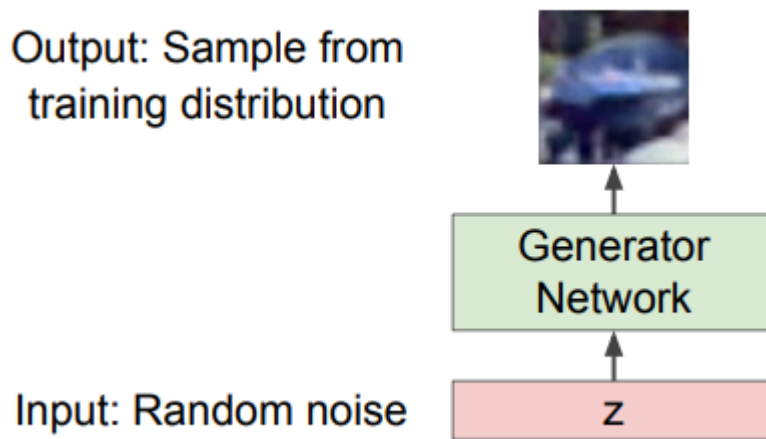 Output: Sample from
training distribution
Generator
Network
Input: Random noise
z